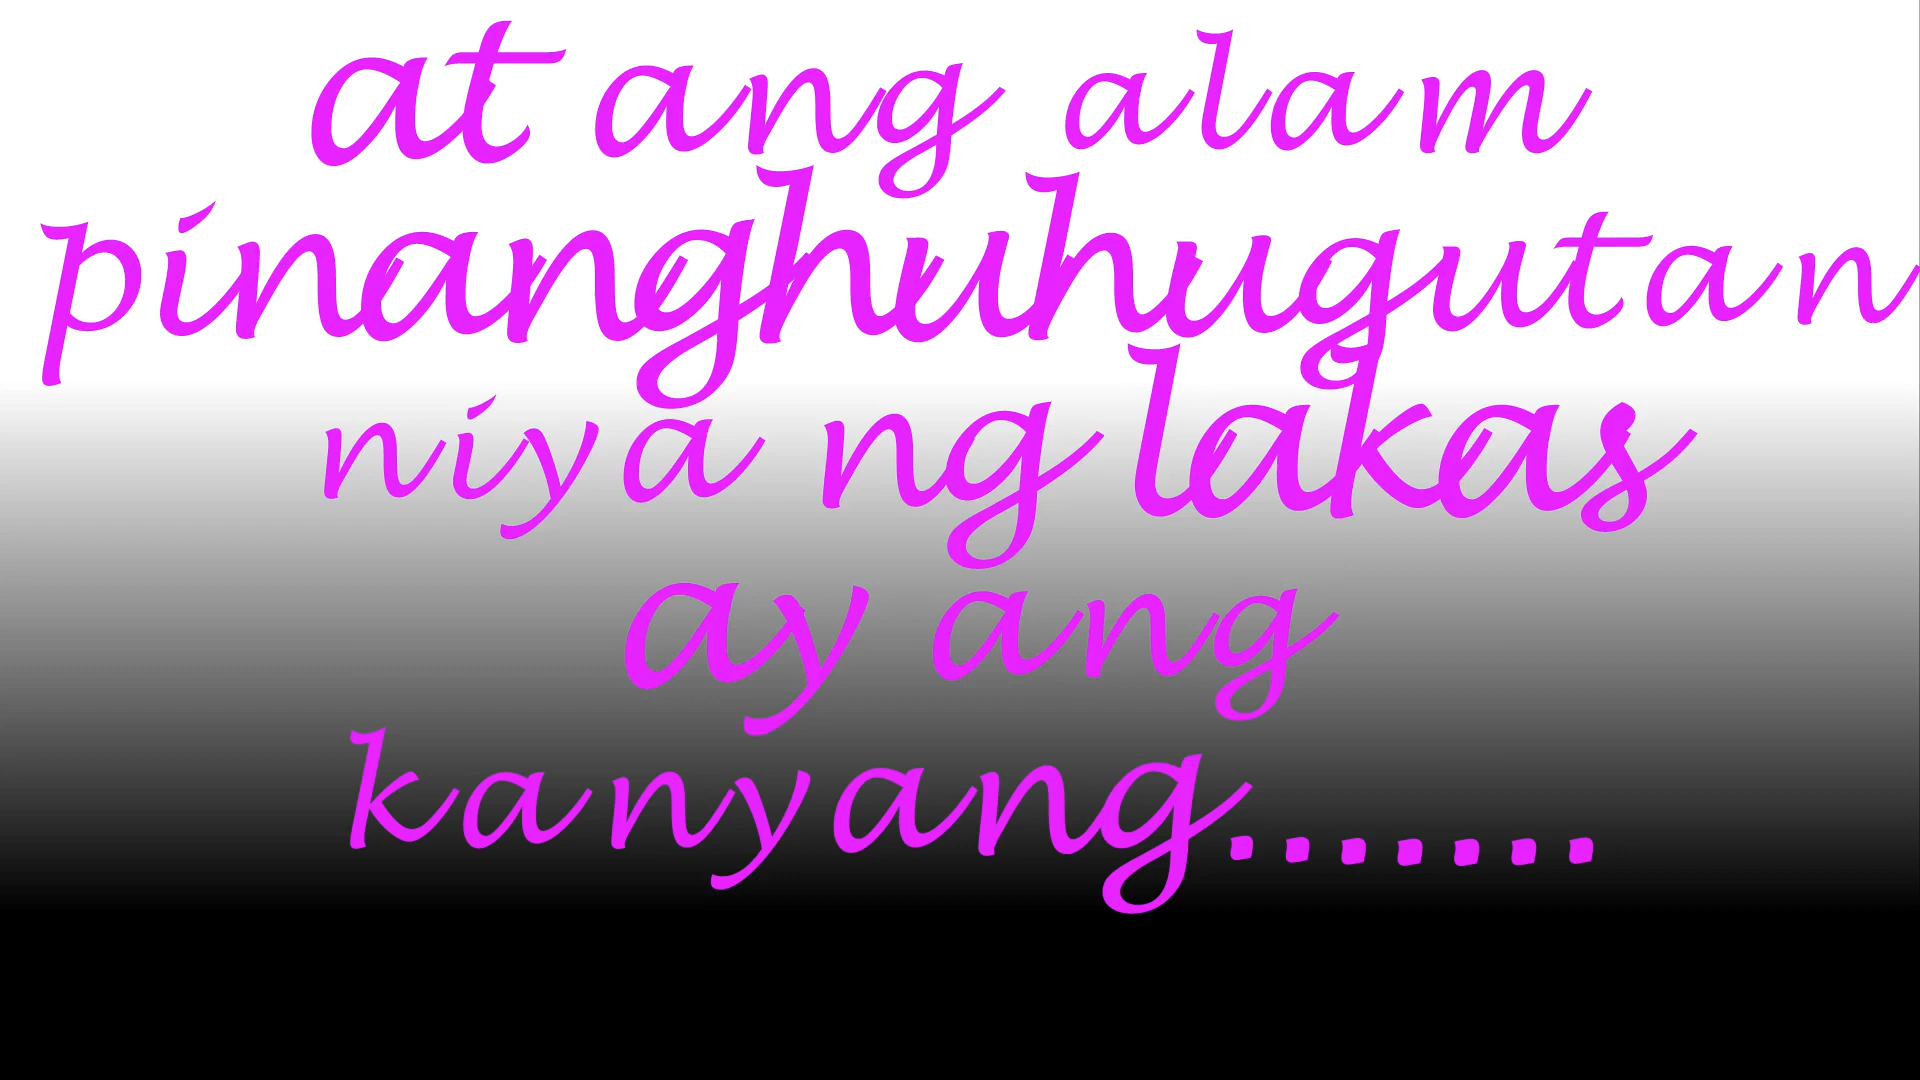 at ang alam
pinanghuhugutan
niya ng lakas
ay ang
kanyang.......